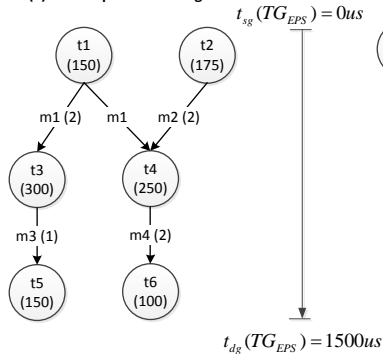 t_sg(TG_EPS) = 0us
t1
(150)
t2
(175)
m1 (2)
m1
m2 (2)
t3
(300)
t4
(250)
m3 (1)
m4 (2)
t5
(150)
t6
(100)
t_dg(TG_EPS) = 1500us